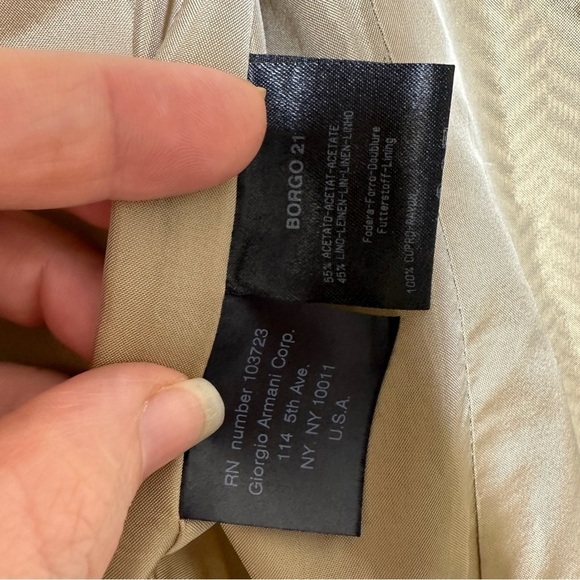 BORGO 21
55% ACETATO-ACETAT-ACETATE
45% LINO-LEINEN-LIN-LINEN-LINHO
Fodera-Forro-Doublure
Futterstoff-Lining
100% CUPRO-RAYON
RN number 103723
Giorgio Armani Corp.
114 5th Ave.
NY. NY 10011
U.S.A.